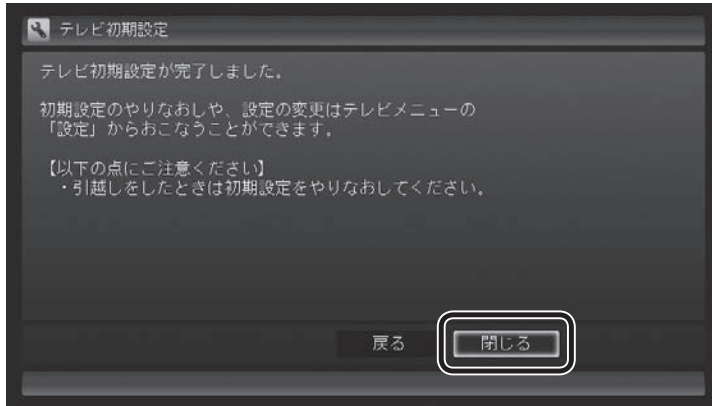 テレビ初期設定
テレビ初期設定が完了しました。
初期設定のやりなおしや、設定の変更はテレビメニューの
「設定」からおこなうことができます。
【以下の点にご注意ください】
・引越しをしたときは初期設定をやりなおしてください。
戻る 閉じる